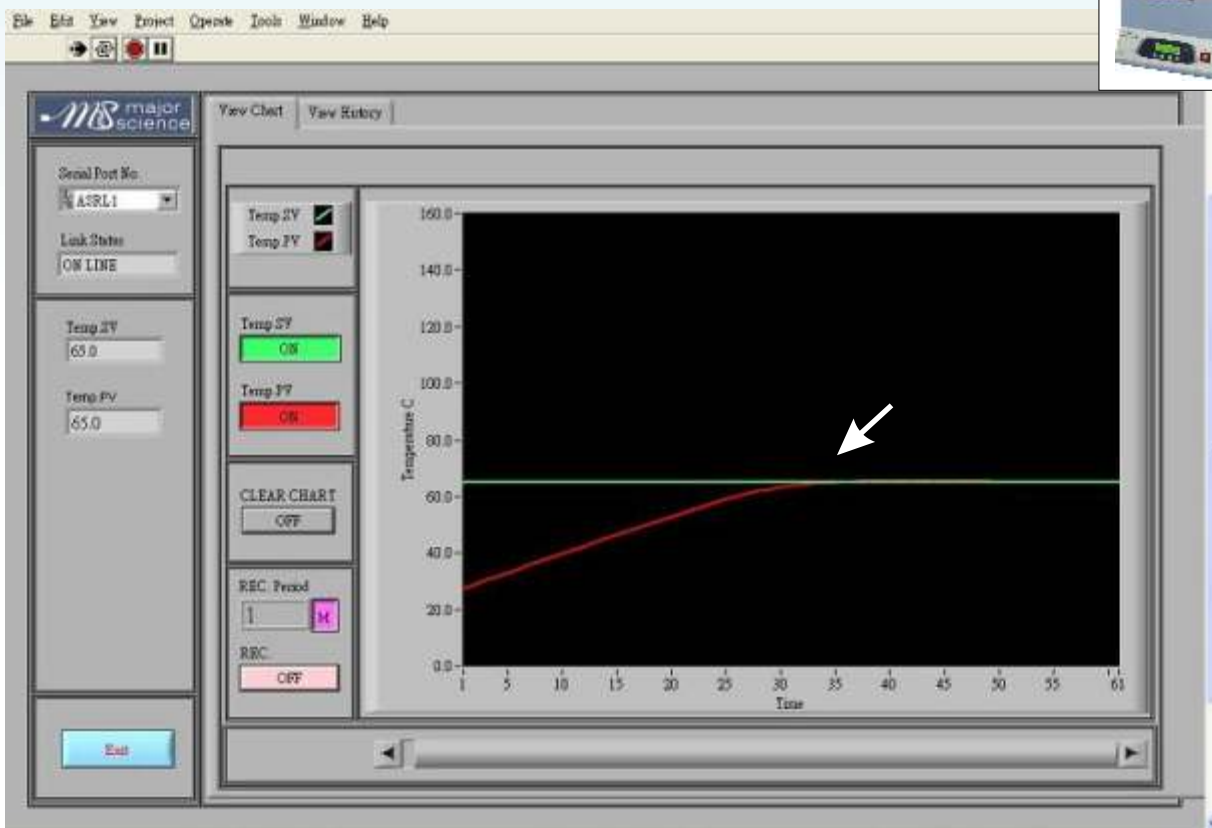 File Edit View Project Operate Tools Window Help
major
science
View Chart View History
Serial Port No.
ASRL1
Link Status
ON LINE
Temp.SV
65.0
Temp.PV
65.0
Exit
Temp.SV
Temp.PV
Temp.SV
ON
Temp.PV
ON
CLEAR CHART
OFF
REC. Period
1 M
REC.
OFF
Temperature C
160.0
140.0
120.0
100.0
80.0
60.0
40.0
20.0
0.0
1 5 10 15 20 25 30 35 40 45 50 55 61
Time